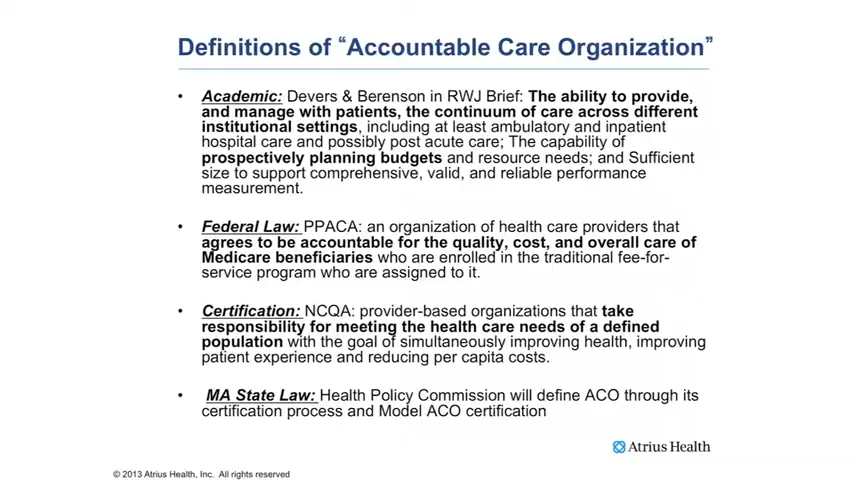 Definitions of “Accountable Care Organization”
• Academic: Devers & Berenson in RWJ Brief: The ability to provide,
and manage with patients, the continuum of care across different
institutional settings, including at least ambulatory and inpatient
hospital care and possibly post acute care; The capability of
prospectively planning budgets and resource needs; and Sufficient
size to support comprehensive, valid, and reliable performance
measurement.
• Federal Law: PPACA: an organization of health care providers that
agrees to be accountable for the quality, cost, and overall care of
Medicare beneficiaries who are enrolled in the traditional fee-for-
service program who are assigned to it.
• Certification: NCQA: provider-based organizations that take
responsibility for meeting the health care needs of a defined
population with the goal of simultaneously improving health, improving
patient experience and reducing per capita costs.
• MA State Law: Health Policy Commission will define ACO through its
certification process and Model ACO certification
Atrius Health
© 2013 Atrius Health, Inc. All rights reserved